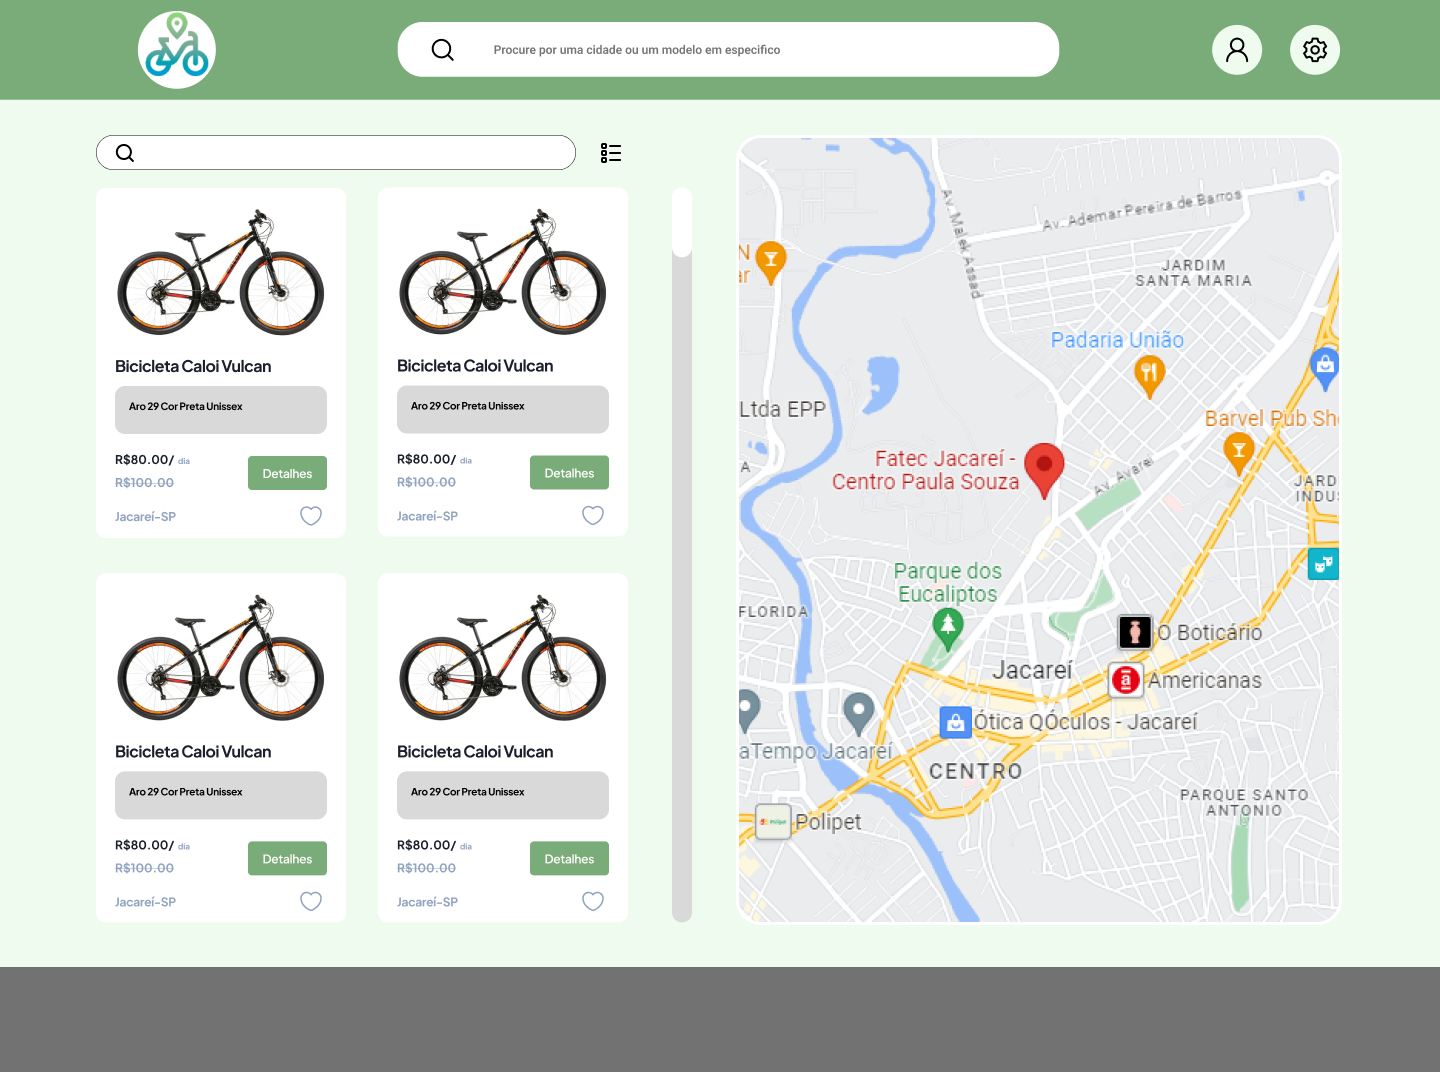 Procure por uma cidade ou um modelo em especifico
Bicicleta Caloi Vulcan
Aro 29 Cor Preta Unissex
R$80.00/ dia
R$100.00
Detalhes
Jacareí-SP
Bicicleta Caloi Vulcan
Aro 29 Cor Preta Unissex
R$80.00/ dia
R$100.00
Detalhes
Jacareí-SP
Bicicleta Caloi Vulcan
Aro 29 Cor Preta Unissex
R$80.00/ dia
R$100.00
Detalhes
Jacareí-SP
Bicicleta Caloi Vulcan
Aro 29 Cor Preta Unissex
R$80.00/ dia
R$100.00
Detalhes
Jacareí-SP
Av. Malek Assad
Av. Ademar Pereira de Barros
N
ar
JARDIM
SANTA MARIA
Padaria União
Ltda EPP
Barvel Pub Sh
A
Fatec Jacareí -
Centro Paula Souza
Av. Avareí
JARD
INDUS
Parque dos
Eucaliptos
FLORIDA
O Boticário
Jacareí
Americanas
Ótica QÓculos - Jacareí
aTempo Jacareí
CENTRO
PARQUE SANTO
ANTONIO
Polipet